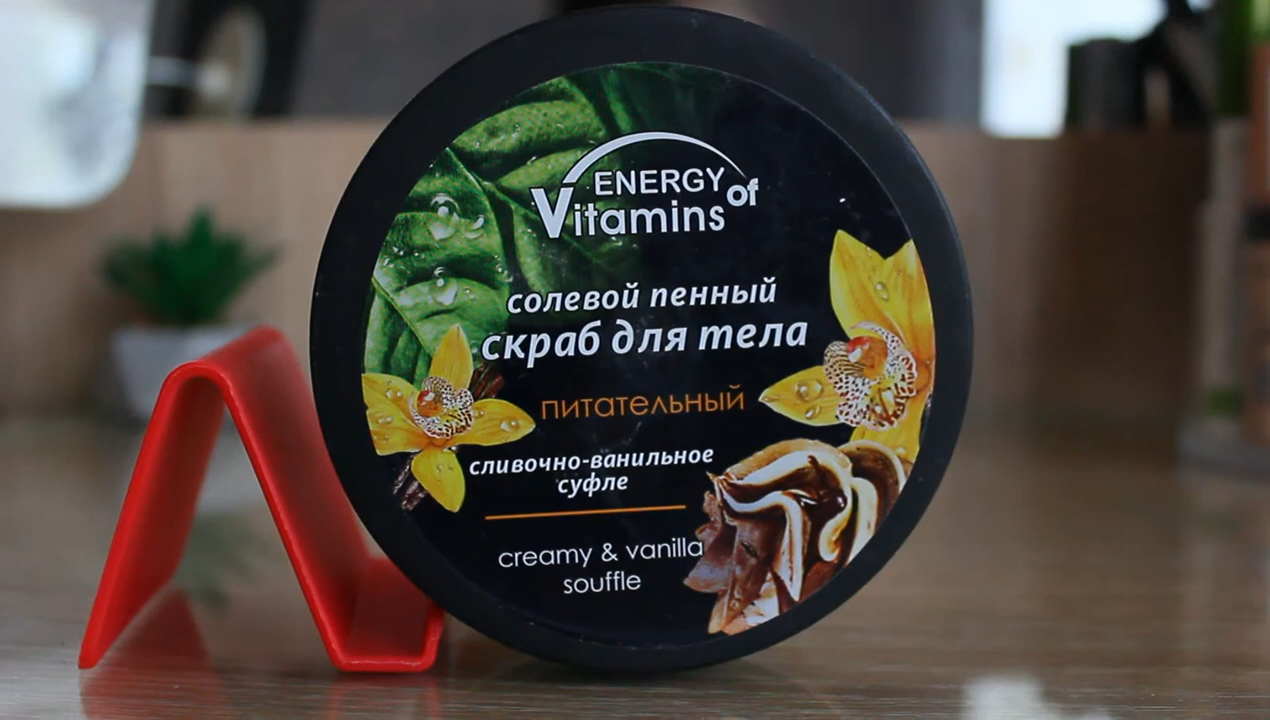 ENERGY of
Vitamins
солевой пенный
скраб для тела
питательный
сливочно-ванильное
суфле
creamy & vanilla
souffle